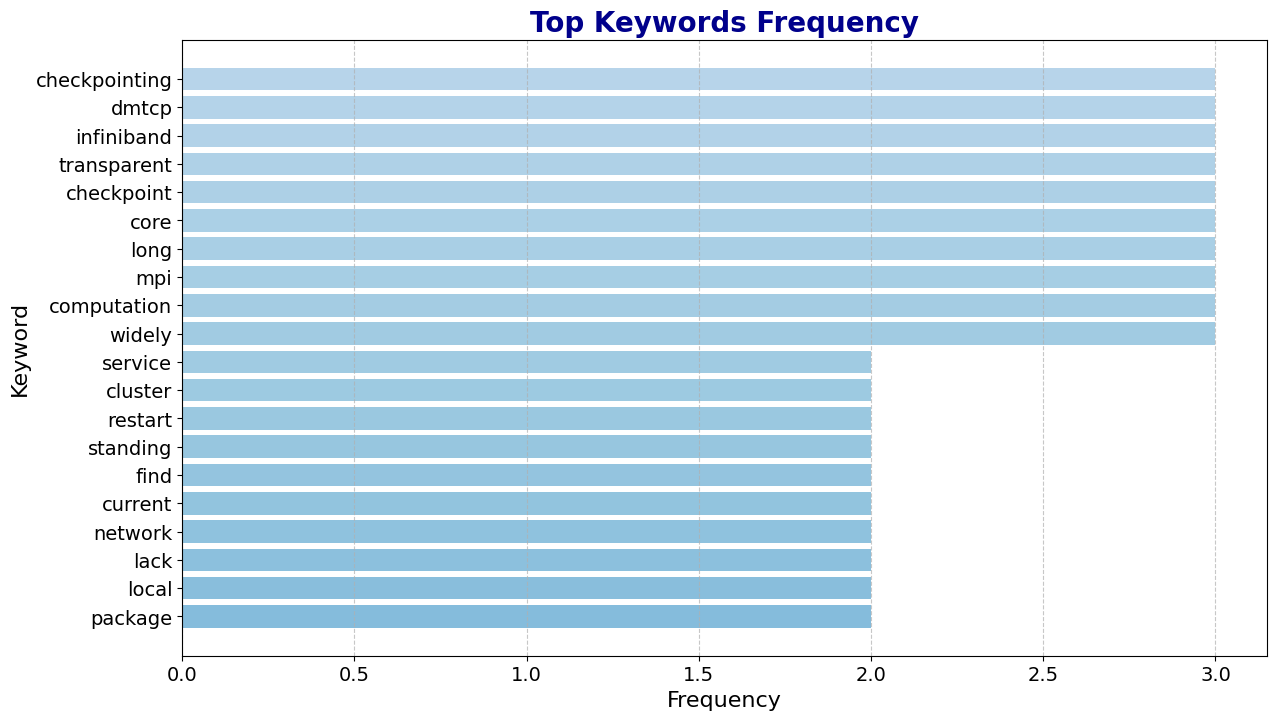 Top Keywords Frequency
Keyword
checkpointing
dmtcp
infiniband
transparent
checkpoint
core
long
mpi
computation
widely
service
cluster
restart
standing
find
current
network
lack
local
package
0.0 0.5 1.0 1.5 2.0 2.5 3.0
Frequency